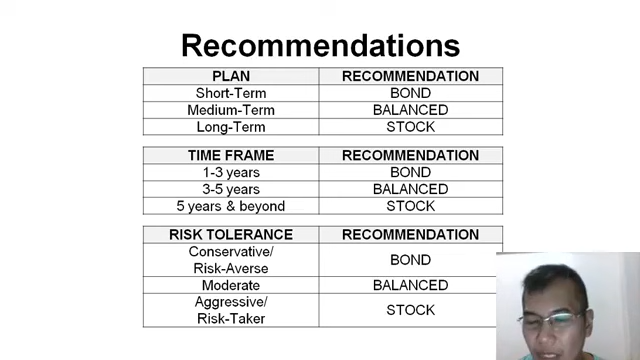 Recommendations
PLAN RECOMMENDATION
Short-Term BOND
Medium-Term BALANCED
Long-Term STOCK
TIME FRAME RECOMMENDATION
1-3 years BOND
3-5 years BALANCED
5 years & beyond STOCK
RISK TOLERANCE RECOMMENDATION
Conservative/
Risk-Averse BOND
Moderate BALANCED
Aggressive/
Risk-Taker STOCK